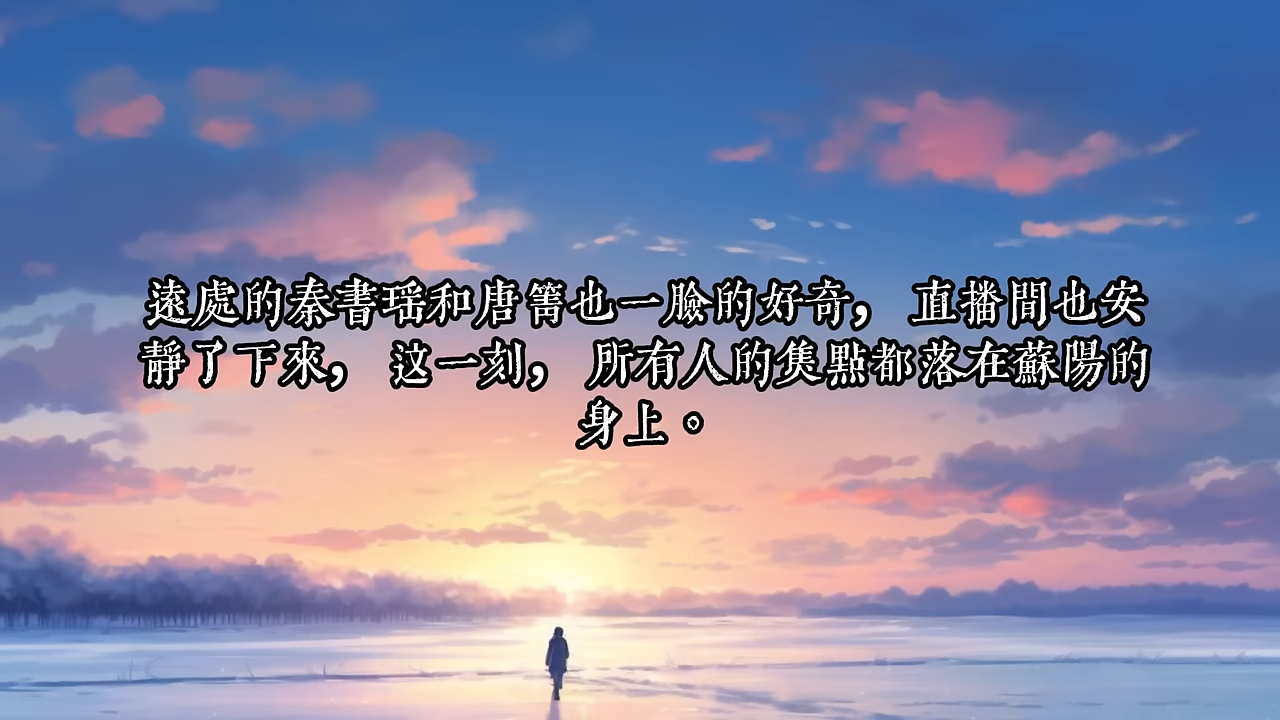 遠處的秦書瑶和唐箐也一臉的好奇， 直播間也安
靜了下來， 这一刻， 所有人的焦點都落在蘇陽的
身上。